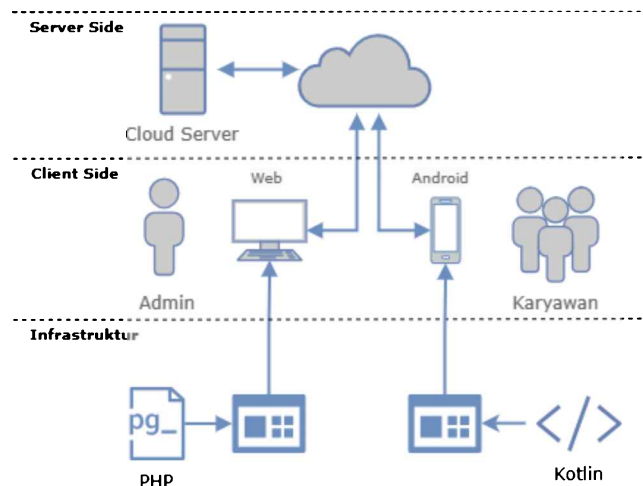 Server Side
Cloud Server
Client Side
Web
Android
Admin
Karyawan
Infrastruktur
pg_
</>
PHP
Kotlin